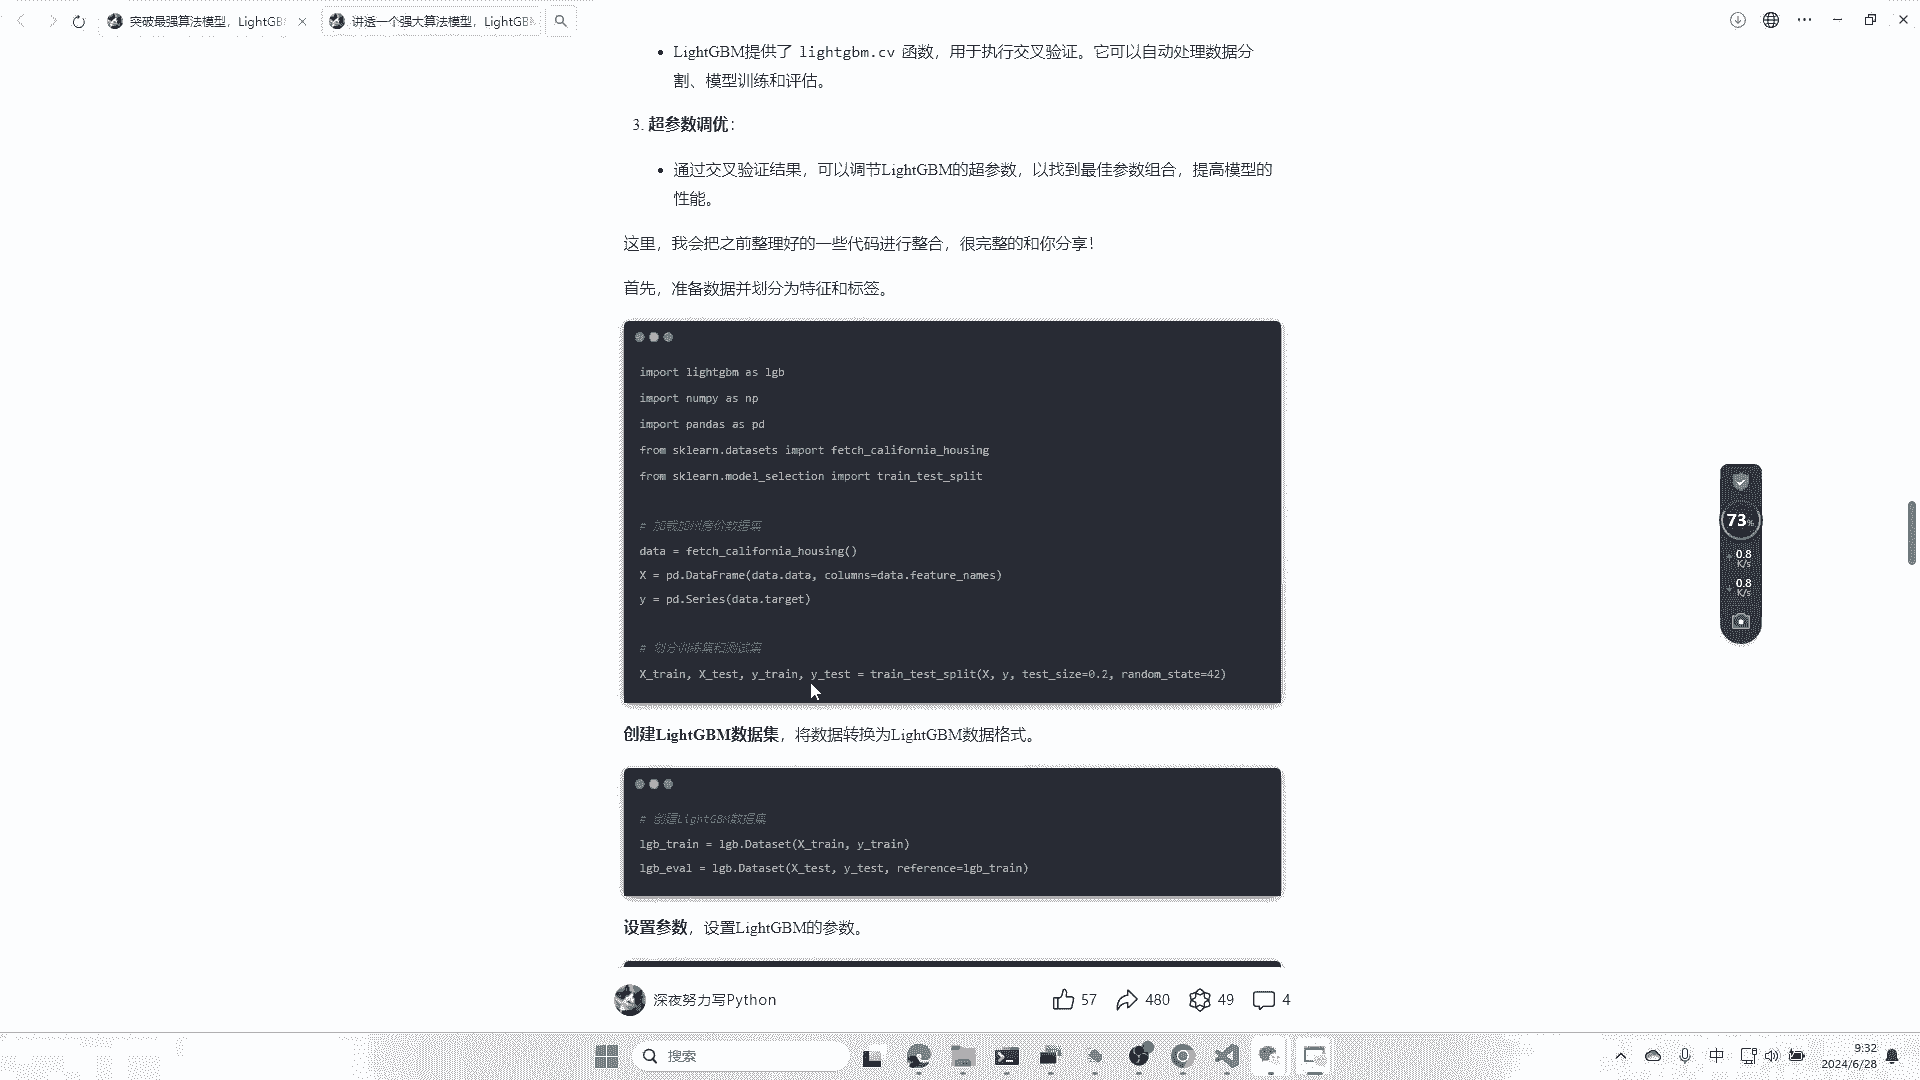 突破最强算法模型，LightGB
讲透一个强大算法模型，LightGBM
• LightGBM提供了 lightgbm.cv 函数，用于执行交叉验证。它可以自动处理数据分
割、模型训练和评估。
3. 超参数调优：
• 通过交叉验证结果，可以调节LightGBM的超参数，以找到最佳参数组合，提高模型的
性能。
这里，我会把之前整理好的一些代码进行整合，很完整的和你分享！
首先，准备数据并划分为特征和标签。
import lightgbm as lgb
import numpy as np
import pandas as pd
from sklearn.datasets import fetch_california_housing
from sklearn.model_selection import train_test_split
# 加载加州房价数据集
data = fetch_california_housing()
X = pd.DataFrame(data.data, columns=data.feature_names)
y = pd.Series(data.target)
# 划分训练集和测试集
X_train, X_test, y_train, y_test = train_test_split(X, y, test_size=0.2, random_state=42)
创建LightGBM数据集，将数据转换为LightGBM数据格式。
# 创建LightGBM数据集
lgb_train = lgb.Dataset(X_train, y_train)
lgb_eval = lgb.Dataset(X_test, y_test, reference=lgb_train)
设置参数，设置LightGBM的参数。
深夜努力写Python
57
480
49
4
73%
0.8
K/s
0.8
K/s
搜索
中
9:32
2024/6/28